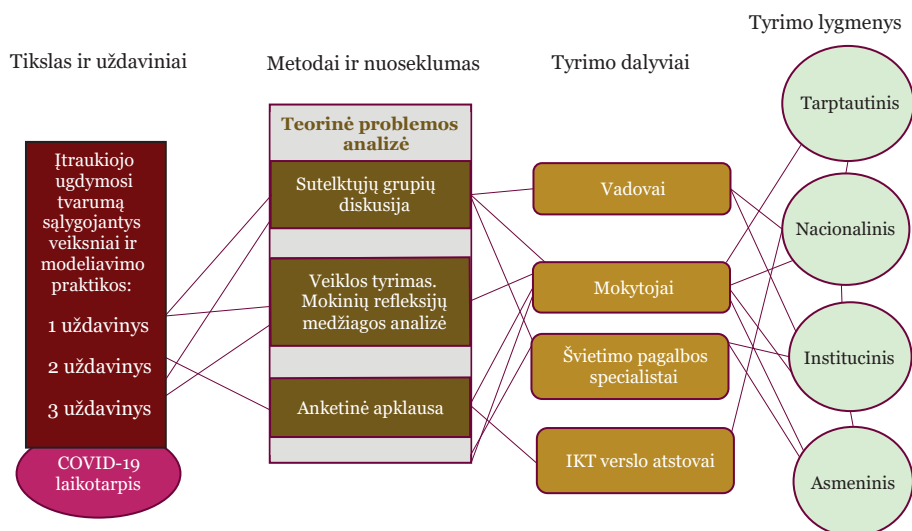 Tikslas ir uždaviniai
Metodai ir nuoseklumas
Tyrimo dalyviai
Tyrimo lygmenys
Įtraukiojo
ugdymosi
tvarumą
sąlygojantys
veiksniai ir
modeliavimo
praktikos:
1 uždavinys
2 uždavinys
3 uždavinys
COVID-19
laikotarpis
Teorinė problemos
analizė
Sutelktųjų grupių
diskusija
Veiklos tyrimas.
Mokinių refleksijų
medžiagos analizė
Anketinė apklausa
Vadovai
Mokytojai
Švietimo pagalbos
specialistai
IKT verslo atstovai
Tarptautinis
Nacionalinis
Institucinis
Asmeninis